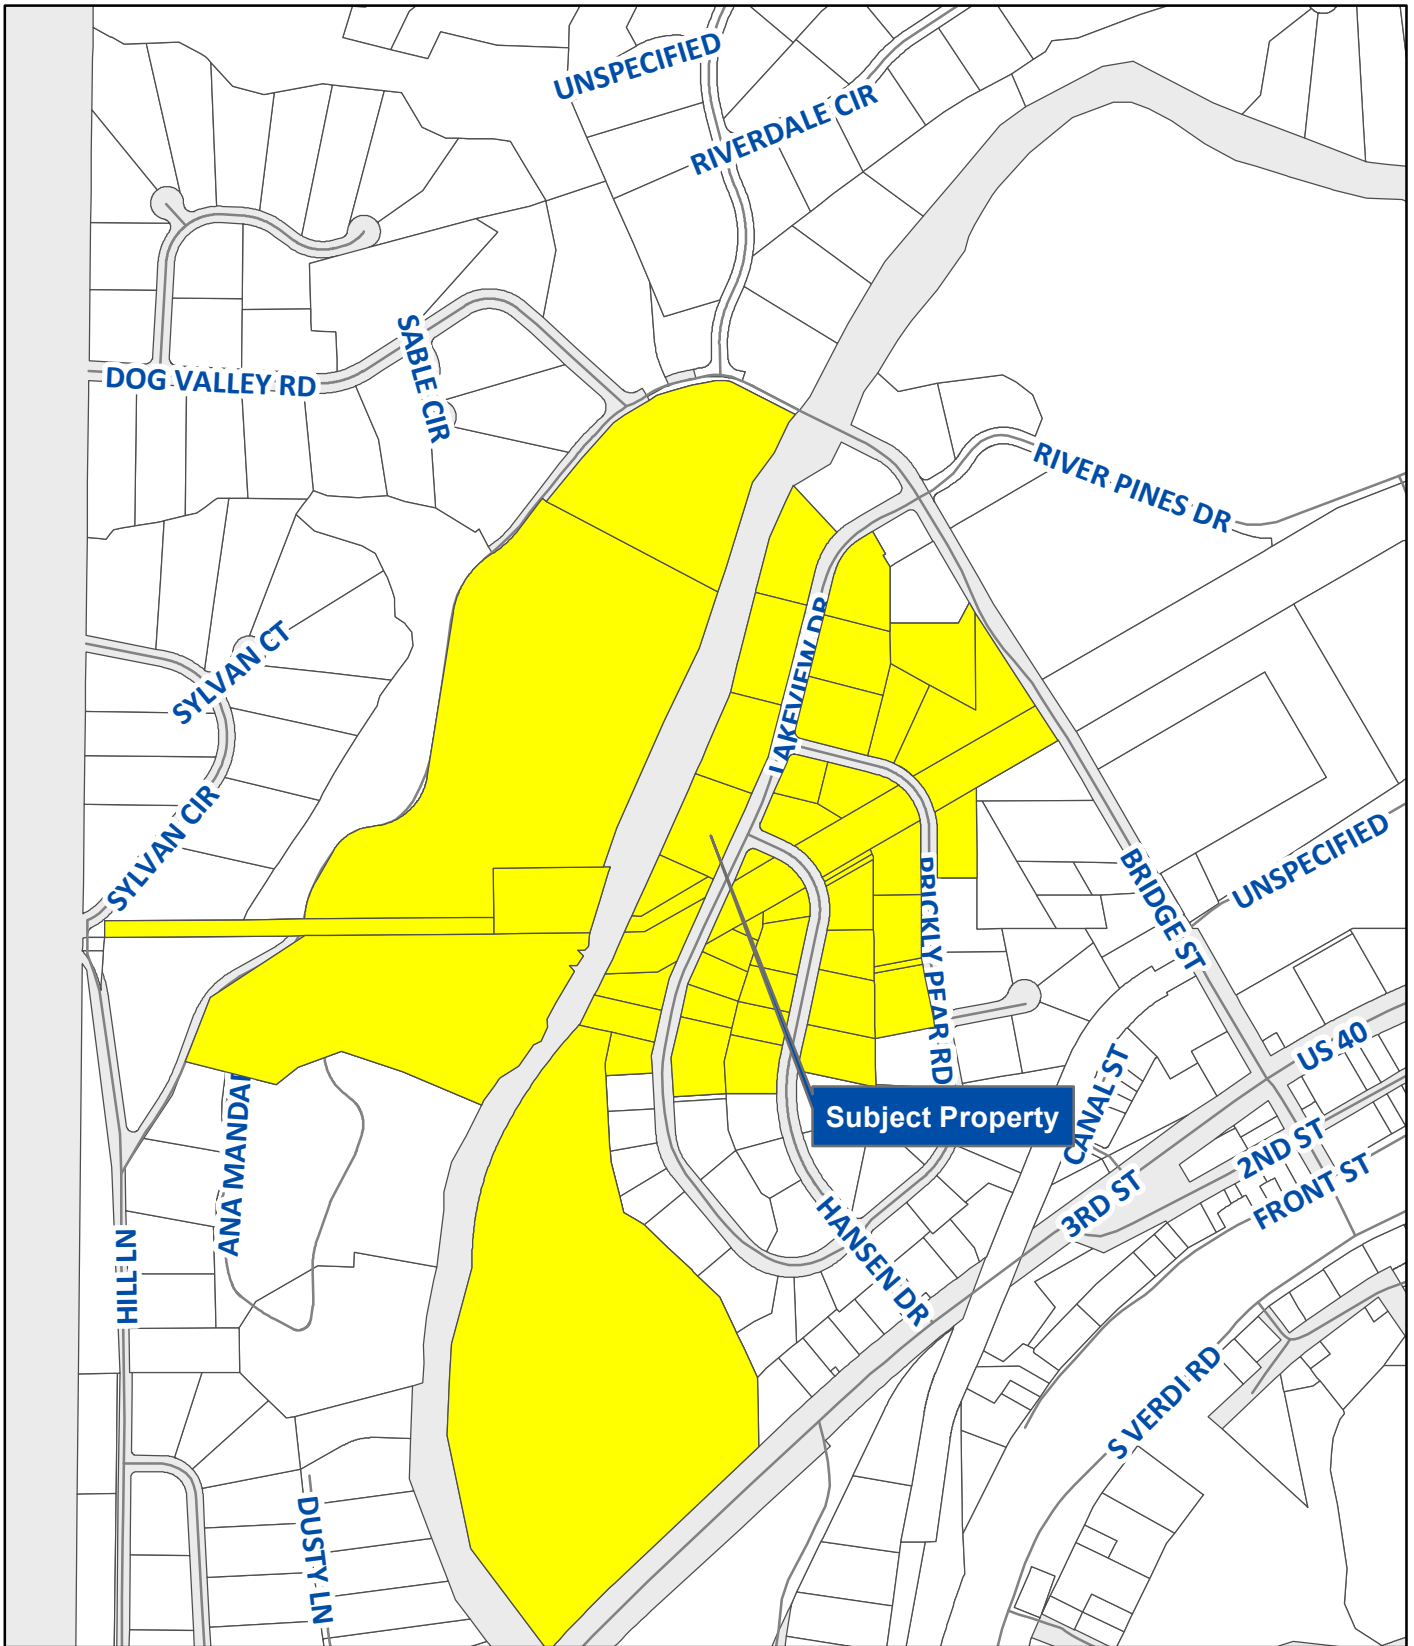 UNSPECIFIED
RIVERDALE CIR
SABLE CIR
DOG VALLEY RD
RIVER PINES DR
LAKEVIEW DR
SYLVAN CT
SYLVAN CIR
UNSPECIFIED
BRIDGE ST
PRICKLY PEAR RD
US 40
CANAL ST
Subject Property
2ND ST
3RD ST
FRONT ST
ANA MANDAR
HANSEN DR
HILL LN
S VERDI RD
DUSTY LN